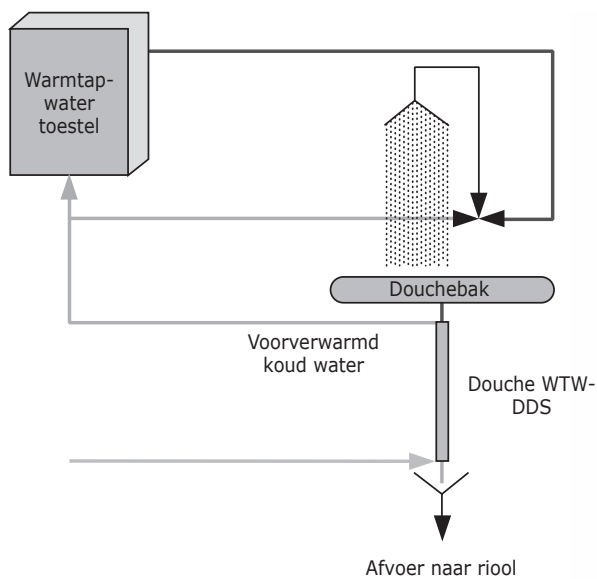 Warmtap-
water
toestel
Douchebak
Voorverwarmd
koud water
Douche WTW-
DDS
Afvoer naar riool